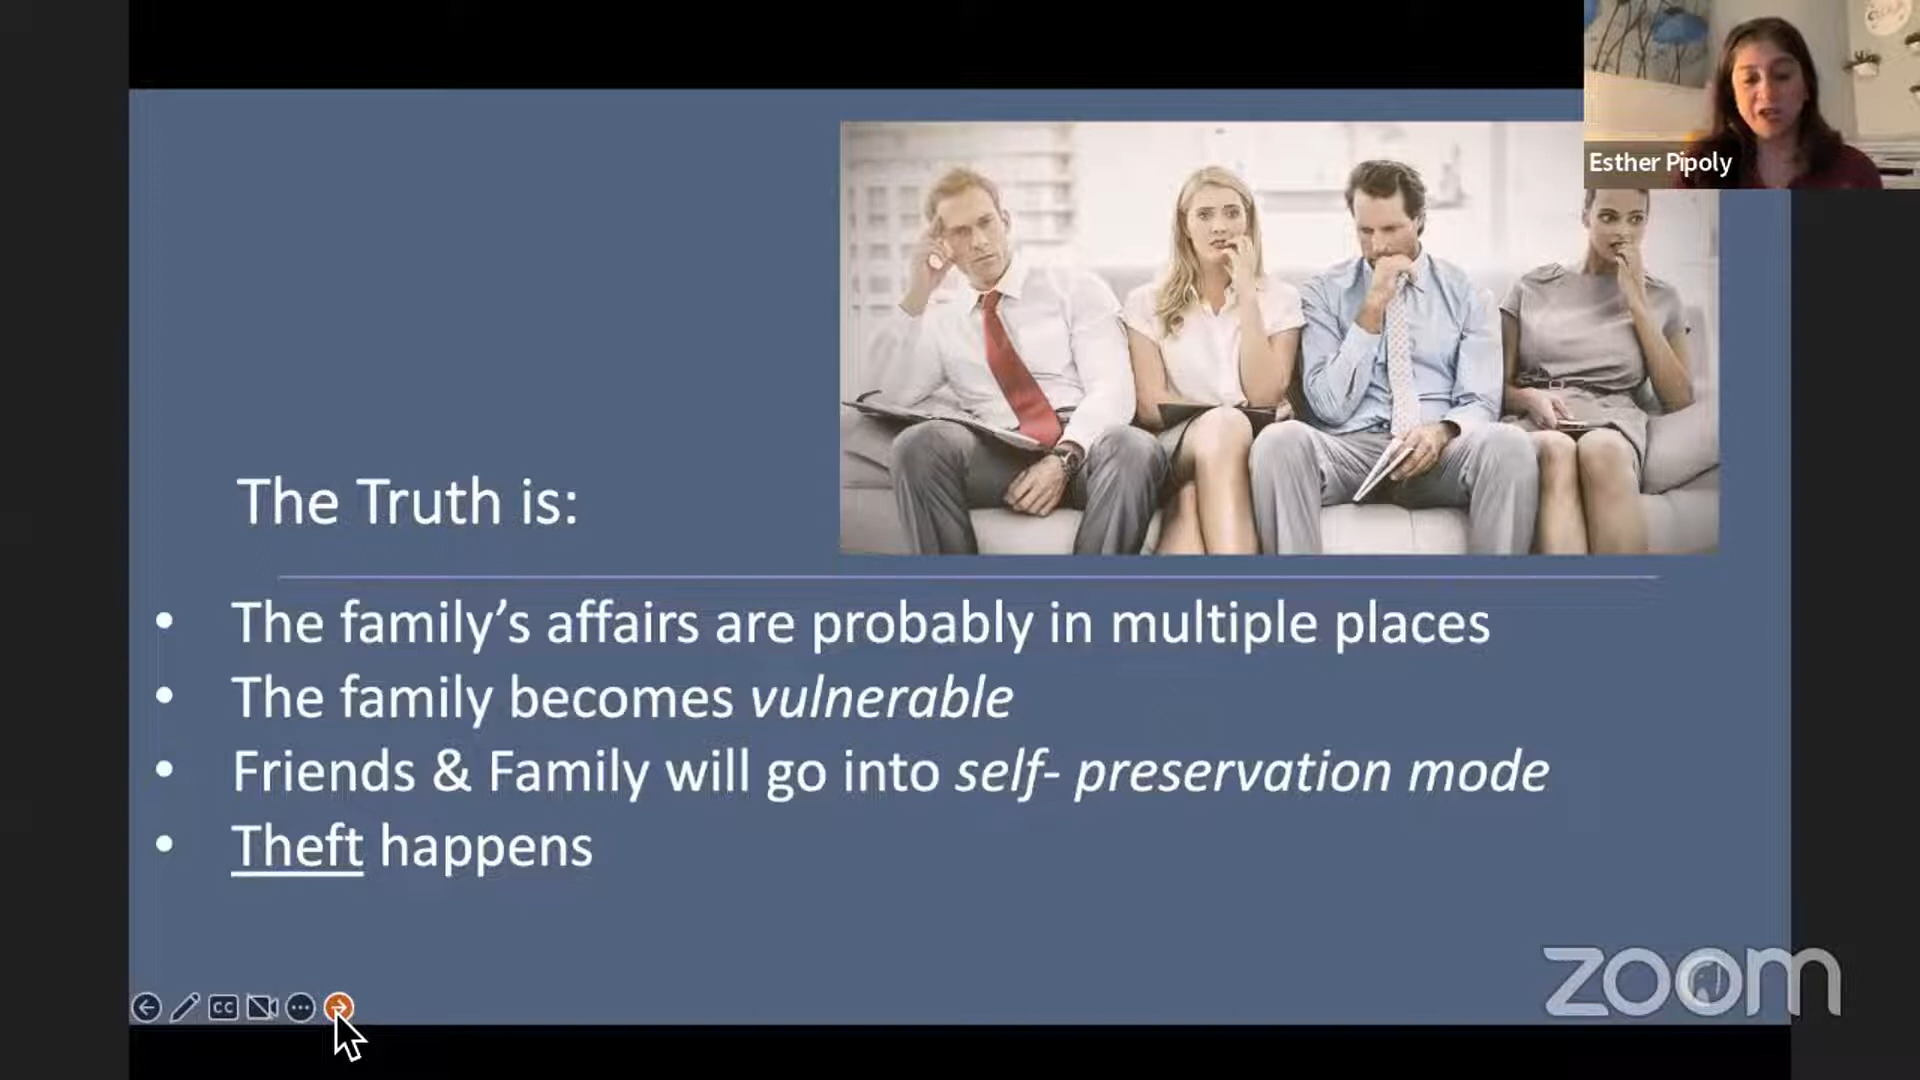 Esther Pipoly
The Truth is:
• The family’s affairs are probably in multiple places
• The family becomes vulnerable
• Friends & Family will go into self- preservation mode
• Theft happens
CC
zoom